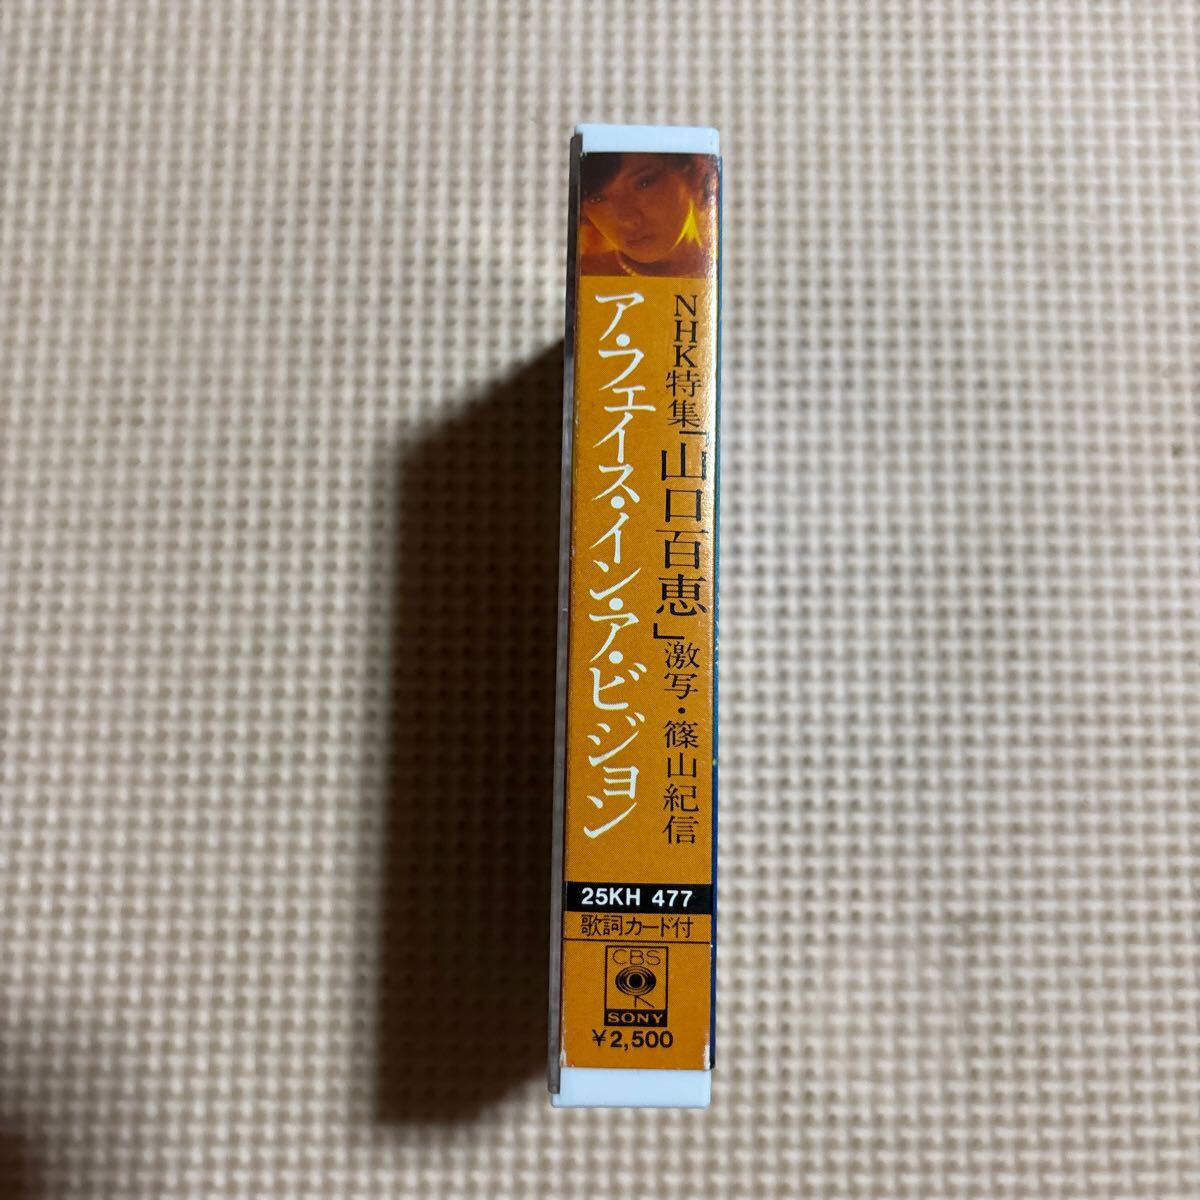 NHK特集「山口百恵」激写・篠山紀信
ア・フェイス・イン・ア・ビジョン
25KH 477
歌詞カード付
CBS
SONY
¥2,500